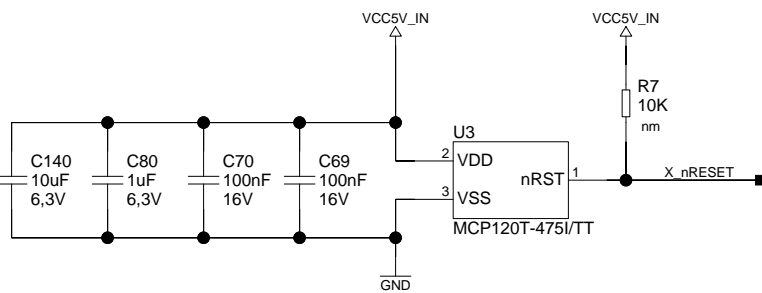 VCC5V_IN
VCC5V_IN
R7
10K
nm
C140
10uF
6,3V
C80
1uF
6,3V
C70
100nF
16V
C69
100nF
16V
U3
2
VDD
3
VSS
nRST
1
X_nRESET
MCP120T-475I/TT
GND